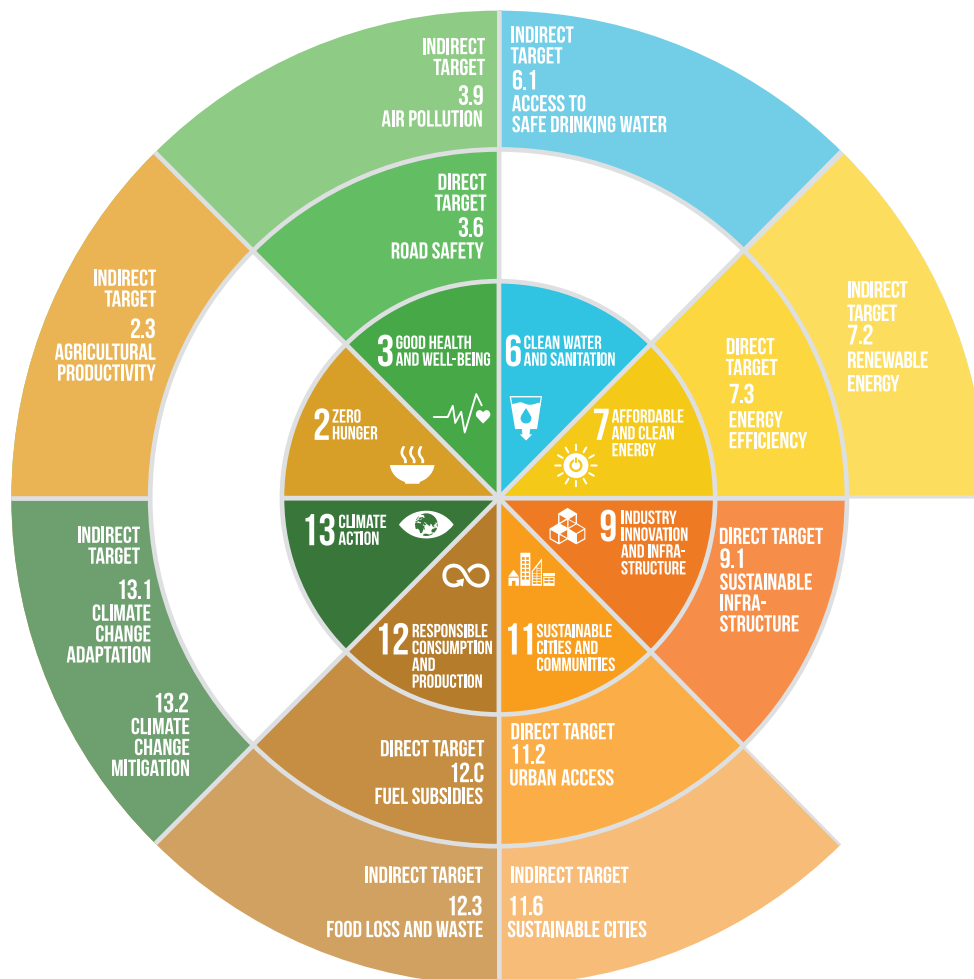 INDIRECT
TARGET
3.9
AIR POLLUTION
INDIRECT
TARGET
6.1
ACCESS TO
SAFE DRINKING WATER
DIRECT
TARGET
3.6
ROAD SAFETY
INDIRECT
TARGET
2.3
AGRICULTURAL
PRODUCTIVITY
INDIRECT
TARGET
7.2
RENEWABLE
ENERGY
DIRECT
TARGET
7.3
ENERGY
EFFICIENCY
3 GOOD HEALTH
AND WELL-BEING
6 CLEAN WATER
AND SANITATION
2 ZERO
HUNGER
7 AFFORDABLE
AND CLEAN
ENERGY
13 CLIMATE
ACTION
9 INDUSTRY
INNOVATION
AND INFRA-
STRUCTURE
12 RESPONSIBLE
CONSUMPTION
AND
PRODUCTION
11 SUSTAINABLE
CITIES AND
COMMUNITIES
DIRECT TARGET
9.1
SUSTAINABLE
INFRA-
STRUCTURE
INDIRECT
TARGET
13.1
CLIMATE
CHANGE
ADAPTATION
13.2
CLIMATE
CHANGE
MITIGATION
DIRECT TARGET
12.C
FUEL SUBSIDIES
DIRECT TARGET
11.2
URBAN ACCESS
INDIRECT TARGET
12.3
FOOD LOSS AND WASTE
INDIRECT TARGET
11.6
SUSTAINABLE CITIES